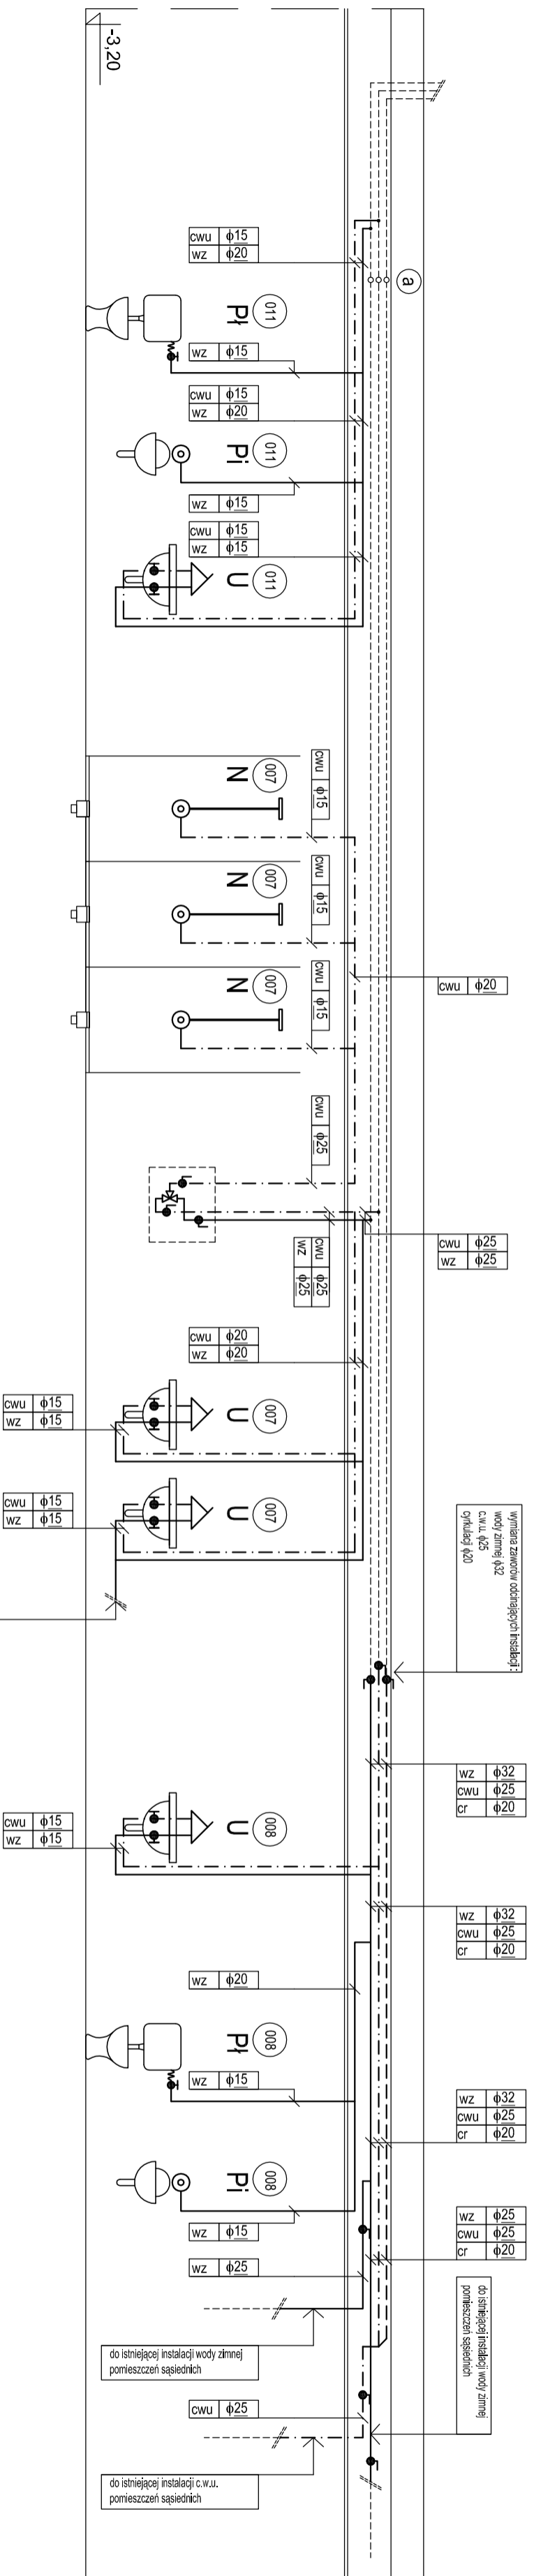 -3,20
a
cwu ϕ15
wz ϕ20
011
Pł
wz ϕ15
cwu ϕ15
wz ϕ20
011
Pi
wz ϕ15
cwu ϕ15
wz ϕ15
011
U
007
N
cwu ϕ15
007
N
cwu ϕ15
007
N
cwu ϕ15
cwu ϕ20
cwu ϕ25
cwu ϕ25
wz ϕ25
cwu ϕ25
wz ϕ25
cwu ϕ20
wz ϕ20
007
U
cwu ϕ15
wz ϕ15
007
U
cwu ϕ15
wz ϕ15
wymiana zaworów odcinających instalacji :
wody zimnej ϕ32
c.w.u. ϕ25
cyrkulacji ϕ20
wz ϕ32
cwu ϕ25
cr ϕ20
008
U
cwu ϕ15
wz ϕ15
wz ϕ32
cwu ϕ25
cr ϕ20
wz ϕ20
008
Pł
wz ϕ15
wz ϕ32
cwu ϕ25
cr ϕ20
008
Pi
wz ϕ15
wz ϕ25
wz ϕ25
cwu ϕ25
cr ϕ20
do istniejącej instalacji wody zimnej
pomieszczeń sąsiednich
do istniejącej instalacji wody zimnej
pomieszczeń sąsiednich
cwu ϕ25
do istniejącej instalacji c.w.u.
pomieszczeń sąsiednich